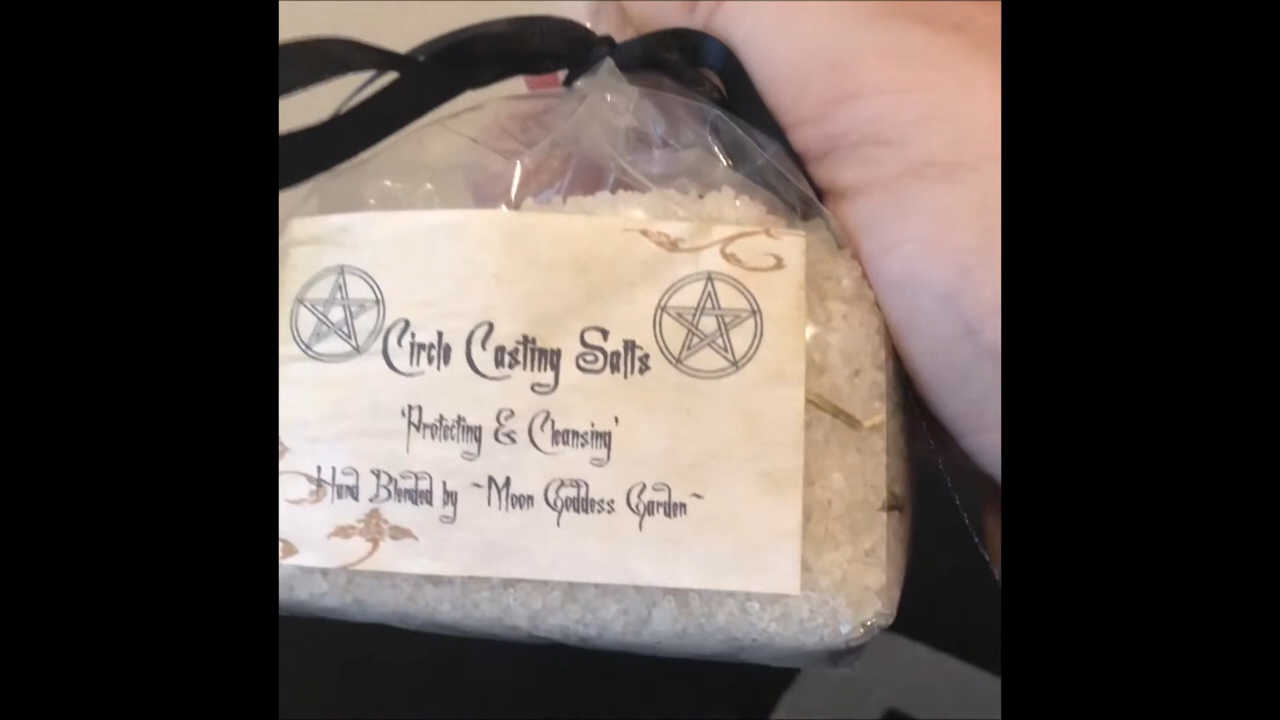 Circle Casting Salts
'Protecting & Cleansing'
Hand Blended by ~Moon Goddess Garden~